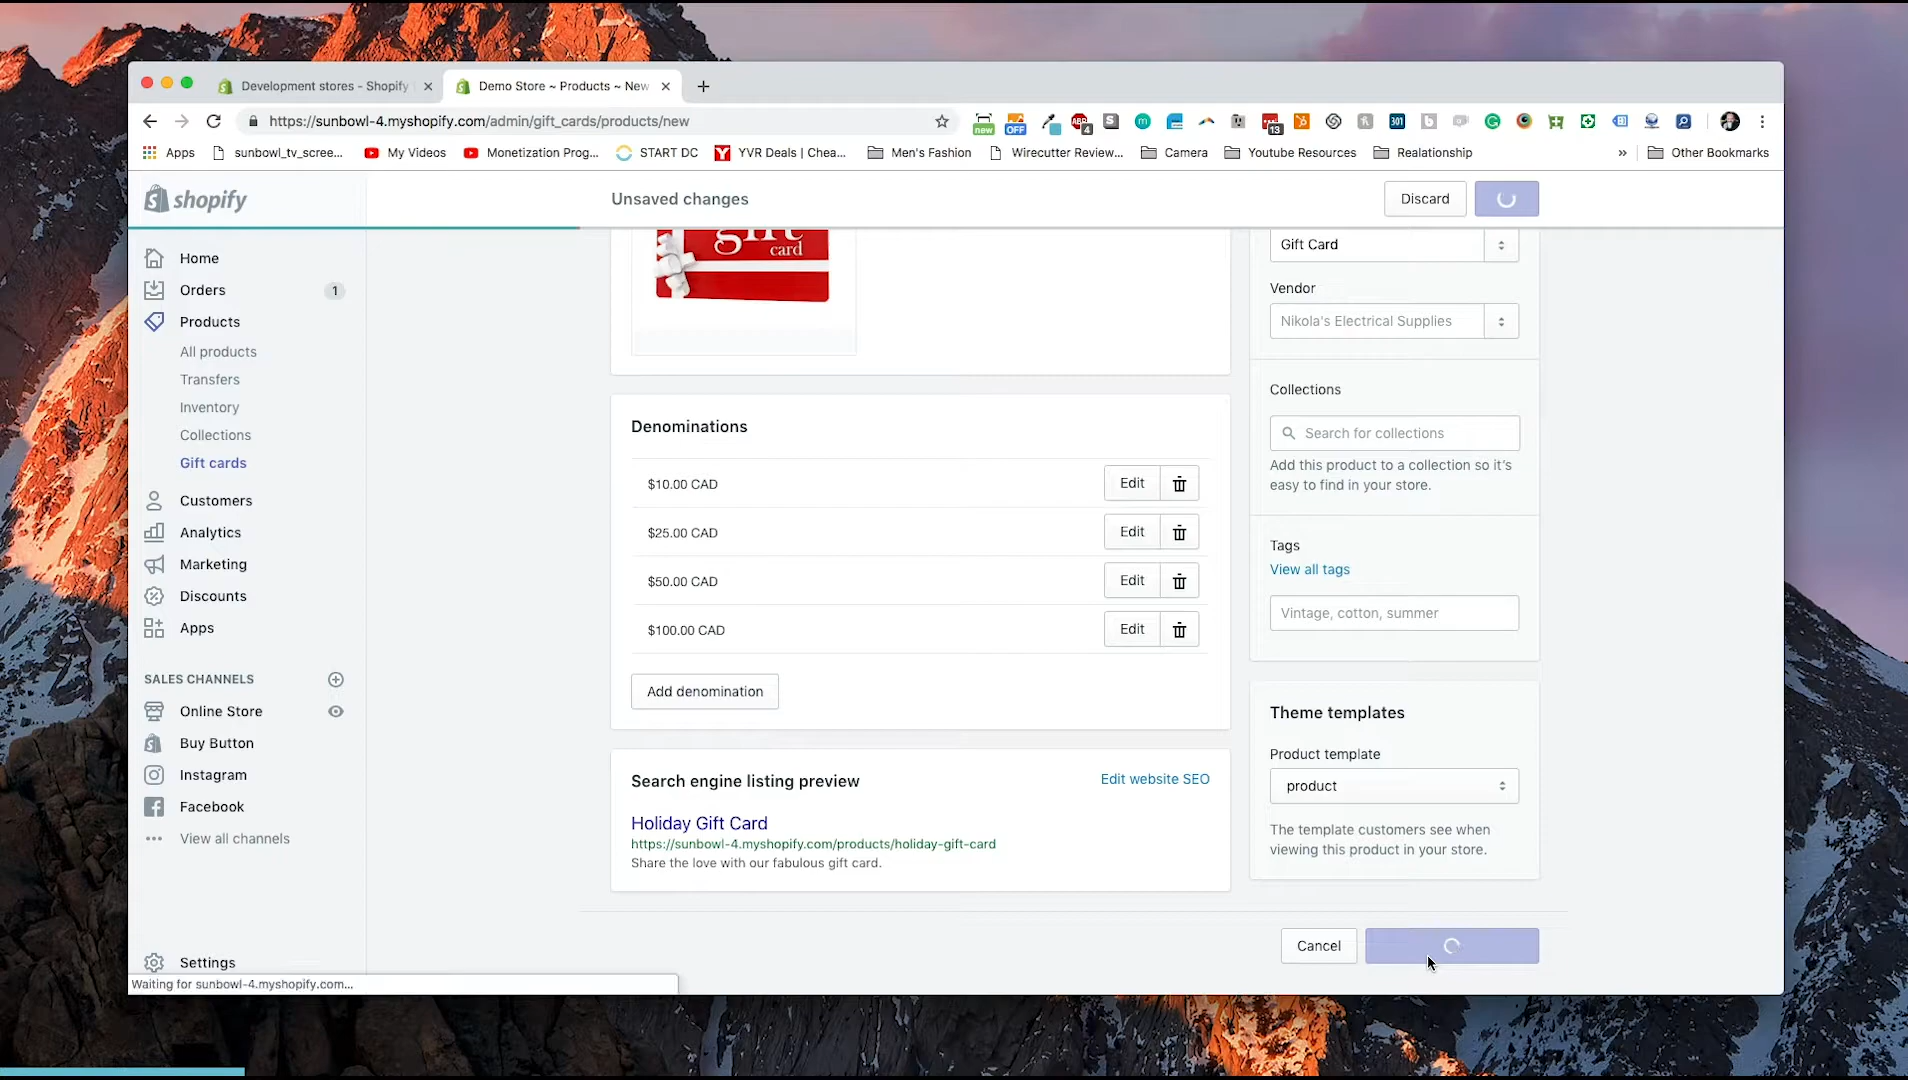 Development stores - Shopify
Demo Store ~ Products ~ New
https://sunbowl-4.myshopify.com/admin/gift_cards/products/new
new
OFF
4
13
301
Apps
sunbowl_tv_scree...
My Videos
Monetization Prog...
START DC
YVR Deals | Chea...
Men's Fashion
Wirecutter Review...
Camera
Youtube Resources
Realationship
»
Other Bookmarks
shopify
Unsaved changes
Discard
Home
Orders
1
Products
All products
Transfers
Inventory
Collections
Gift cards
Customers
Analytics
Marketing
Discounts
Apps
SALES CHANNELS
Online Store
Buy Button
Instagram
Facebook
View all channels
Settings
Waiting for sunbowl-4.myshopify.com...
gift
card
Denominations
$10.00 CAD
Edit
$25.00 CAD
Edit
$50.00 CAD
Edit
$100.00 CAD
Edit
Add denomination
Search engine listing preview
Edit website SEO
Holiday Gift Card
https://sunbowl-4.myshopify.com/products/holiday-gift-card
Share the love with our fabulous gift card.
Gift Card
Vendor
Nikola's Electrical Supplies
Collections
Search for collections
Add this product to a collection so it's
easy to find in your store.
Tags
View all tags
Vintage, cotton, summer
Theme templates
Product template
product
The template customers see when
viewing this product in your store.
Cancel